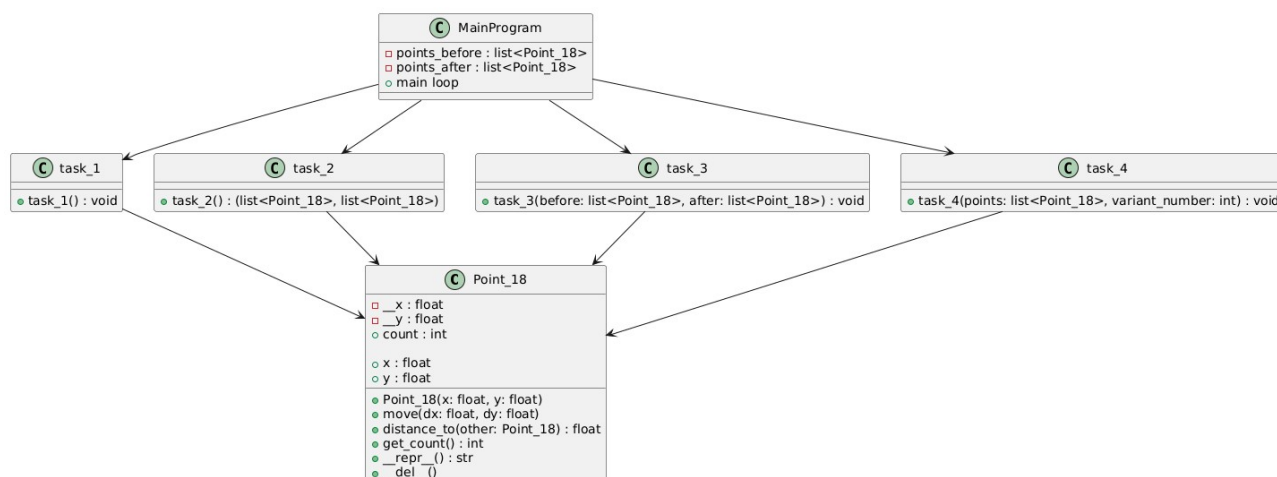 C MainProgram
points_before : list<Point_18>
points_after : list<Point_18>
main loop
C task_1
task_1() : void
C task_2
task_2() : (list<Point_18>, list<Point_18>)
C task_3
task_3(before: list<Point_18>, after: list<Point_18>) : void
C task_4
task_4(points: list<Point_18>, variant_number: int) : void
C Point_18
__x : float
__y : float
count : int
x : float
y : float
Point_18(x: float, y: float)
move(dx: float, dy: float)
distance_to(other: Point_18) : float
get_count() : int
__repr__() : str
__del__()